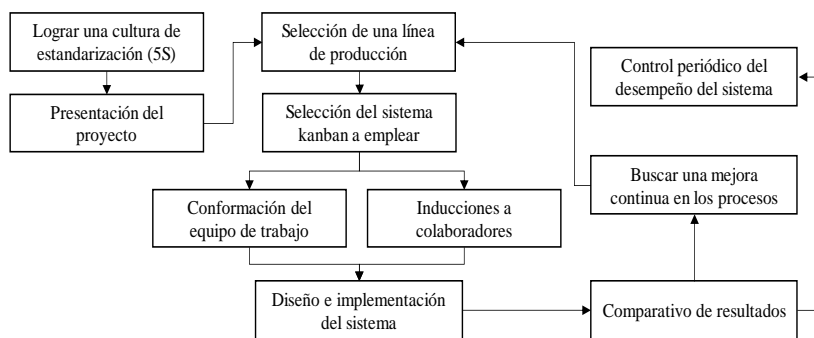 Lograr una cultura de
estandarización (5S)
Presentación del
proyecto
Selección de una línea
de producción
Selección del sistema
kanban a emplear
Conformación del
equipo de trabajo
Inducciones a
colaboradores
Diseño e implementación
del sistema
Comparativo de resultados
Buscar una mejora
continua en los procesos
Control periódico del
desempeño del sistema